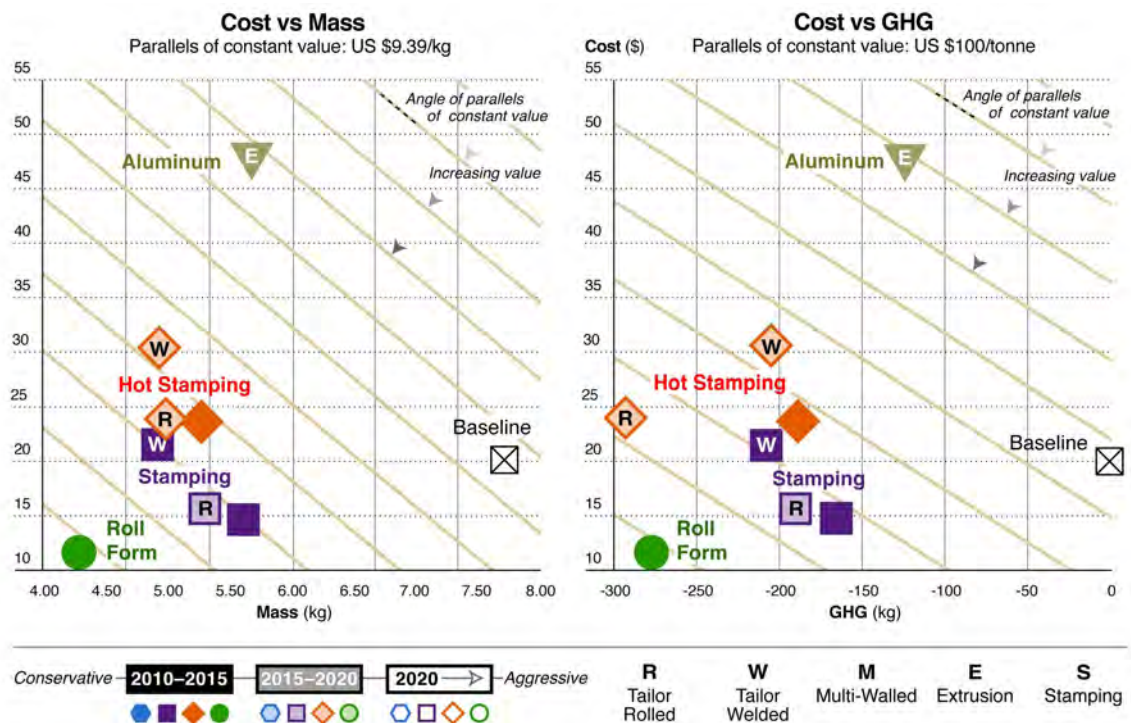 Cost vs Mass
Parallels of constant value: US $9.39/kg
55
50
45
40
35
30
25
20
15
10
Angle of parallels
of constant value
Increasing value
Aluminum
E
W
Hot Stamping
R
W
Baseline
Stamping
R
Roll
Form
4.00
4.50
5.00
5.50
6.00
7.00
7.50
8.00
Mass (kg)
Cost vs GHG
Cost ($)
Parallels of constant value: US $100/tonne
55
50
45
40
35
30
25
20
15
10
Angle of parallels
of constant value
Increasing value
Aluminum
E
W
Hot Stamping
R
W
Baseline
Stamping
R
Roll
Form
-300
-250
-200
-150
-100
-50
0
GHG (kg)
Conservative
2010–2015
2015–2020
2020
Aggressive
R
Tailor
Rolled
W
Tailor
Welded
M
Multi-Walled
E
Extrusion
S
Stamping